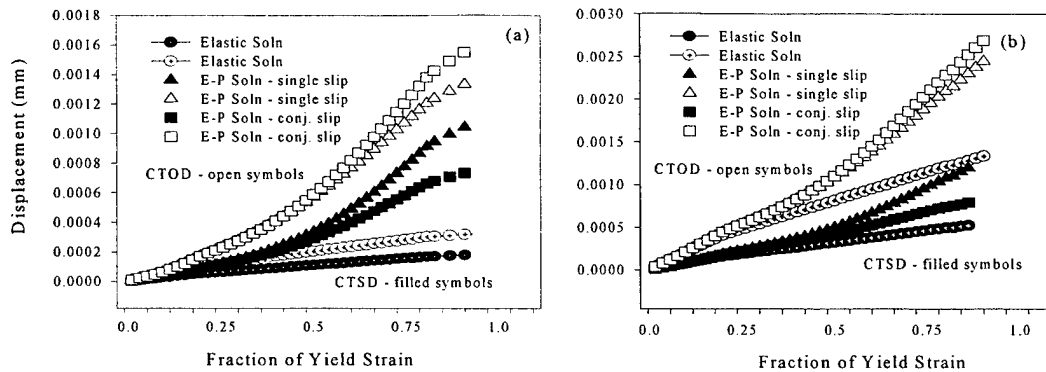 Displacement (mm)
0.0018
0.0016
0.0014
0.0012
0.0010
0.0008
0.0006
0.0004
0.0002
0.0000
(a)
Elastic Soln
Elastic Soln
E-P Soln - single slip
E-P Soln - single slip
E-P Soln - conj. slip
E-P Soln - conj. slip
CTOD - open symbols
CTSD - filled symbols
0.0
0.25
0.5
0.75
1.0
Fraction of Yield Strain
0.0030
0.0025
0.0020
0.0015
0.0010
0.0005
0.0000
(b)
Elastic Soln
Elastic Soln
E-P Soln - single slip
E-P Soln - single slip
E-P Soln - conj. slip
E-P Soln - conj. slip
CTOD - open symbols
CTSD - filled symbols
0.0
0.25
0.5
0.75
1.0
Fraction of Yield Strain